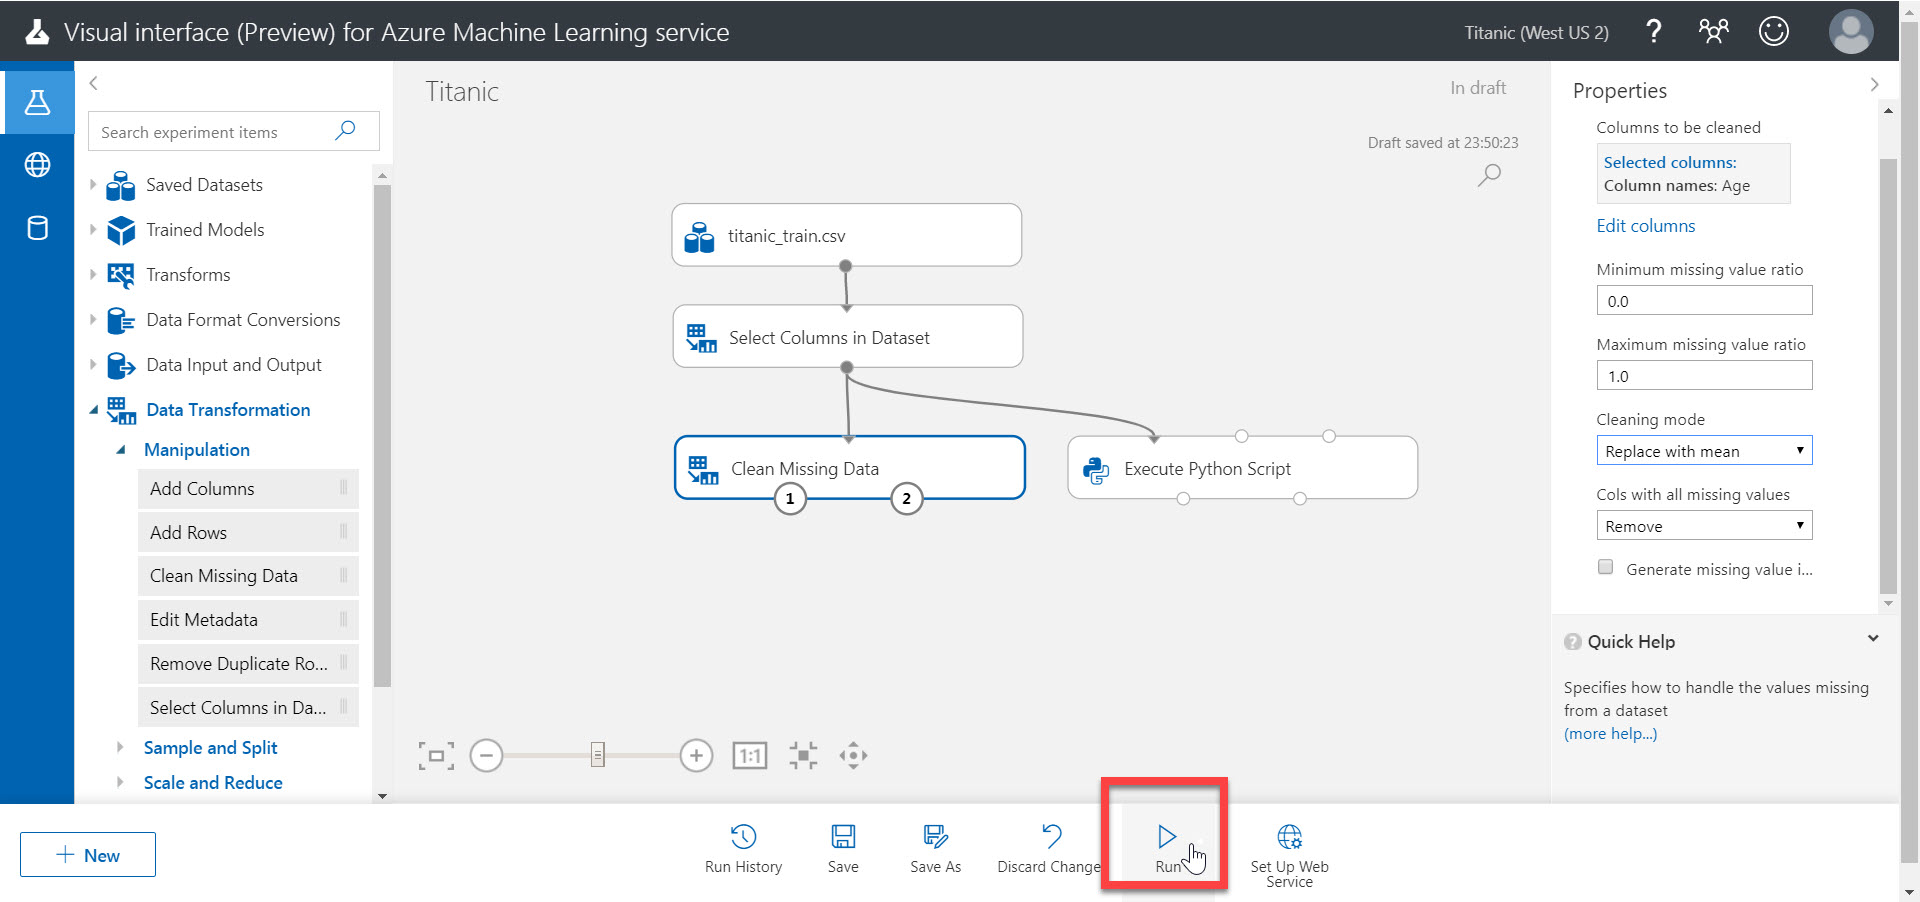 Visual interface (Preview) for Azure Machine Learning service
Titanic (West US 2)
?
Search experiment items
Saved Datasets
Trained Models
Transforms
Data Format Conversions
Data Input and Output
Data Transformation
Manipulation
Add Columns
Add Rows
Clean Missing Data
Edit Metadata
Remove Duplicate Ro...
Select Columns in Da...
Sample and Split
Scale and Reduce
Titanic
In draft
Draft saved at 23:50:23
titanic_train.csv
Select Columns in Dataset
Clean Missing Data
1
2
Execute Python Script
1:1
Properties
Columns to be cleaned
Selected columns:
Column names: Age
Edit columns
Minimum missing value ratio
0.0
Maximum missing value ratio
1.0
Cleaning mode
Replace with mean
Cols with all missing values
Remove
Generate missing value i...
? Quick Help
Specifies how to handle the values missing
from a dataset
(more help...)
New
Run History
Save
Save As
Discard Change
Run
Set Up Web
Service